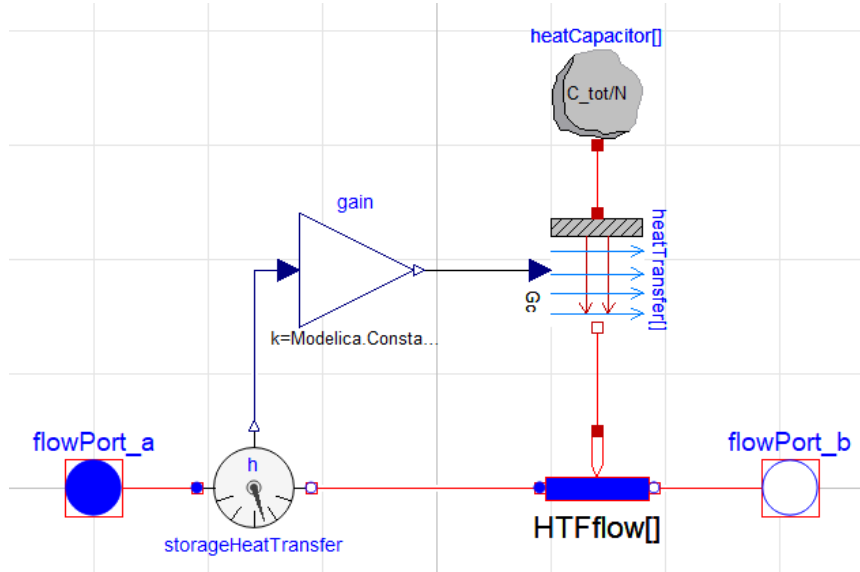 heatCapacitor[]
C_tot/N
gain
heatTransfer[]
Gc
k=Modelica.Consta...
flowPort_a
flowPort_b
h
HTFflow[]
storageHeatTransfer